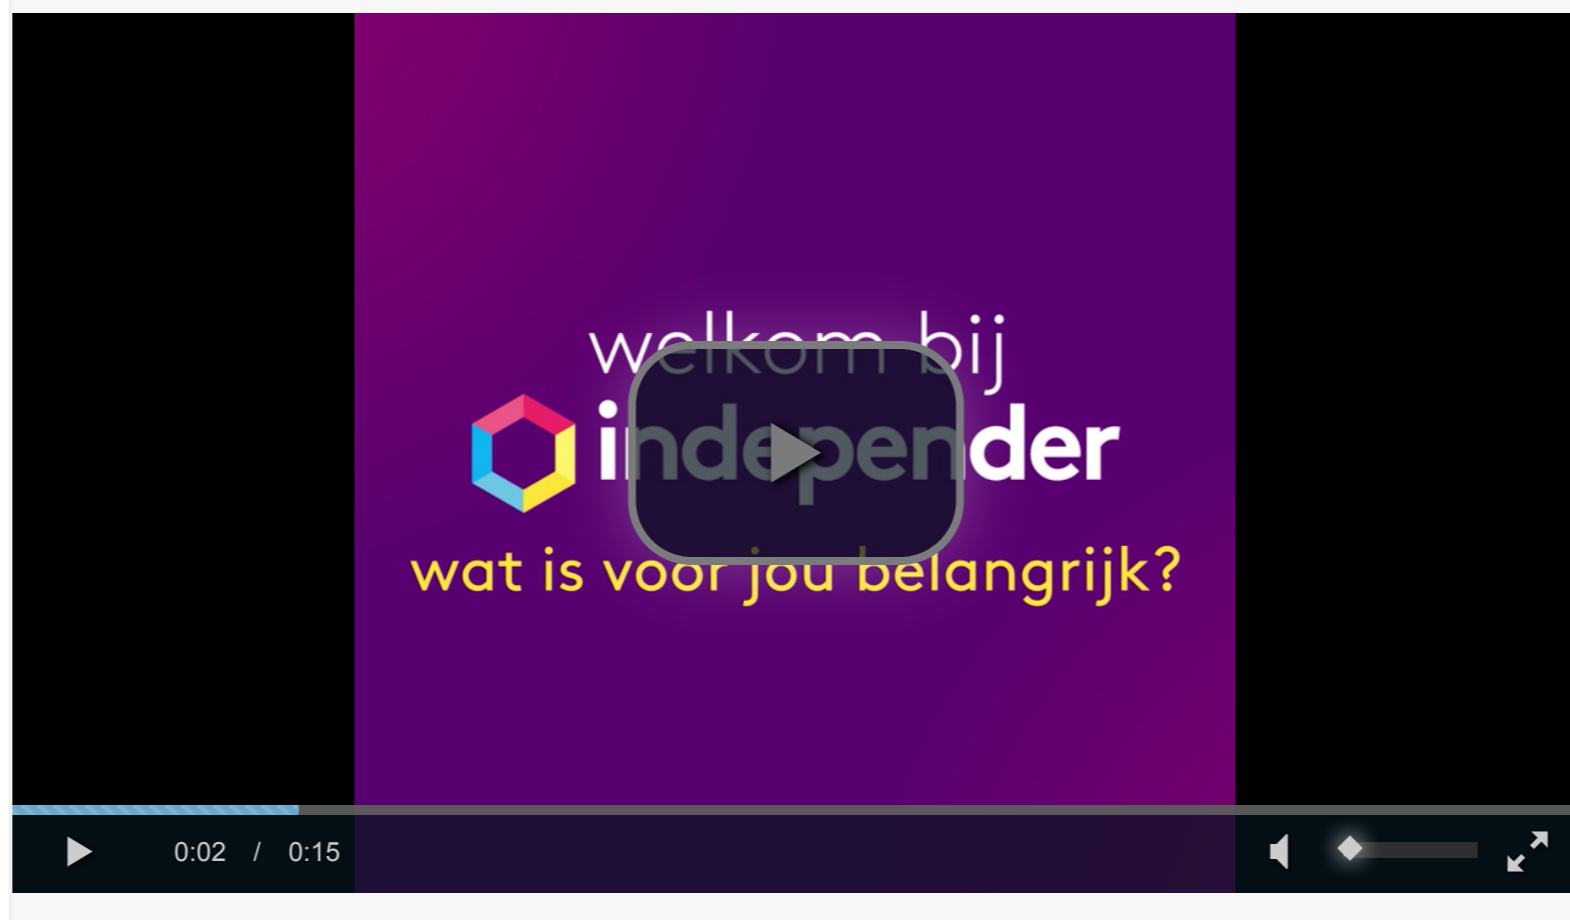 welkom bij
independer
wat is voor jou belangrijk?
0:02 / 0:15